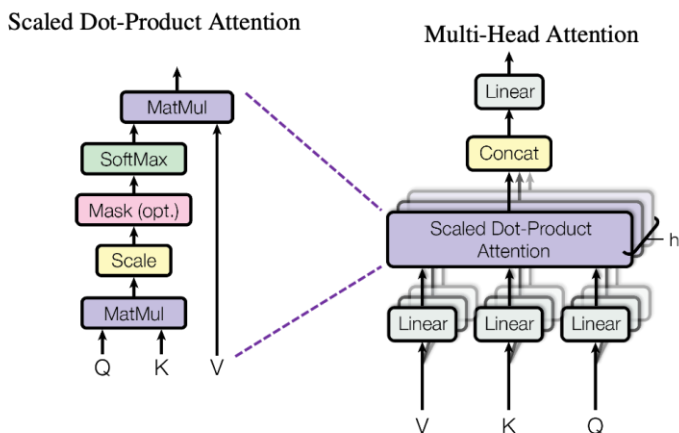 Scaled Dot-Product Attention
MatMul
SoftMax
Mask (opt.)
Scale
MatMul
Q K V
Multi-Head Attention
Linear
Concat
Scaled Dot-Product
Attention
h
Linear Linear Linear
V K Q